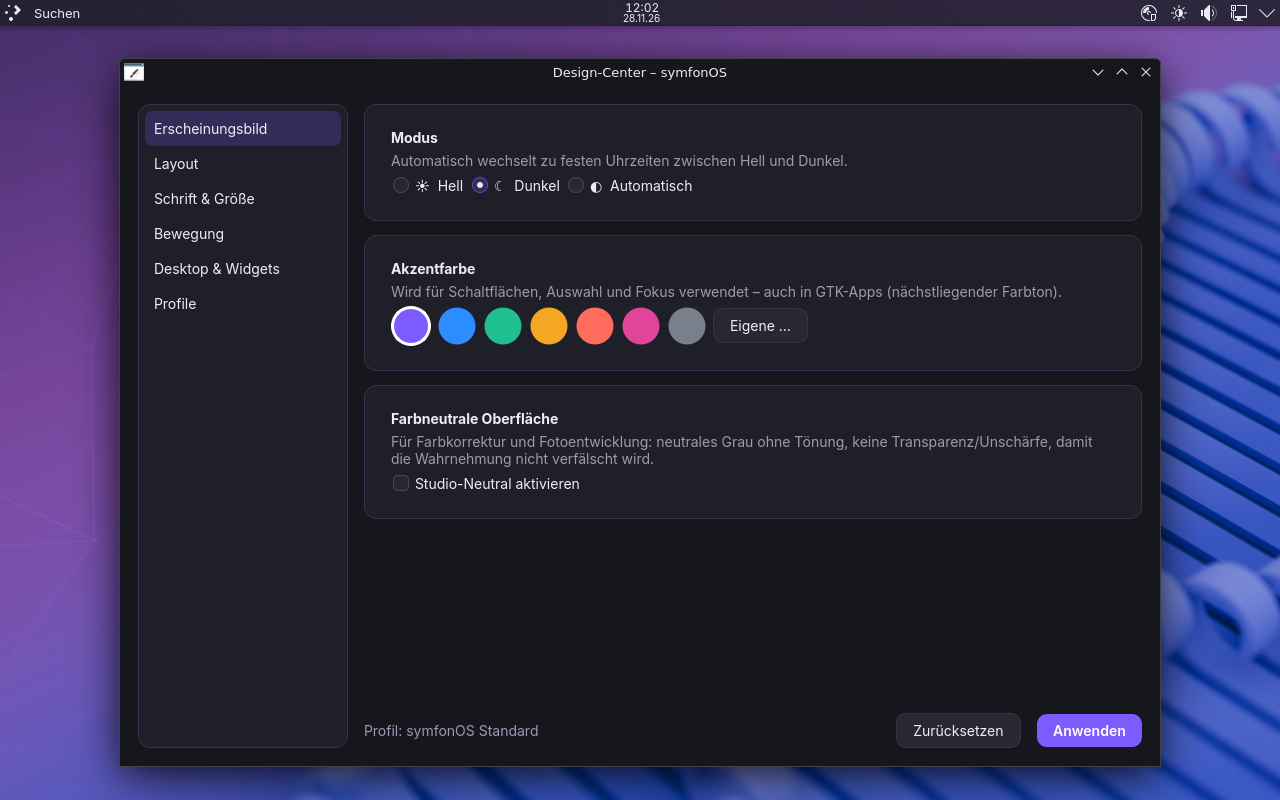 Suchen
12:02
28.11.26
Design-Center – symfonOS
Erscheinungsbild
Layout
Schrift & Größe
Bewegung
Desktop & Widgets
Profile
Modus
Automatisch wechselt zu festen Uhrzeiten zwischen Hell und Dunkel.
☀ Hell ☾ Dunkel ◐ Automatisch
Akzentfarbe
Wird für Schaltflächen, Auswahl und Fokus verwendet – auch in GTK-Apps (nächstliegender Farbton).
Eigene ...
Farbneutrale Oberfläche
Für Farbkorrektur und Fotoentwicklung: neutrales Grau ohne Tönung, keine Transparenz/Unschärfe, damit
die Wahrnehmung nicht verfälscht wird.
Studio-Neutral aktivieren
Profil: symfonOS Standard
Zurücksetzen
Anwenden